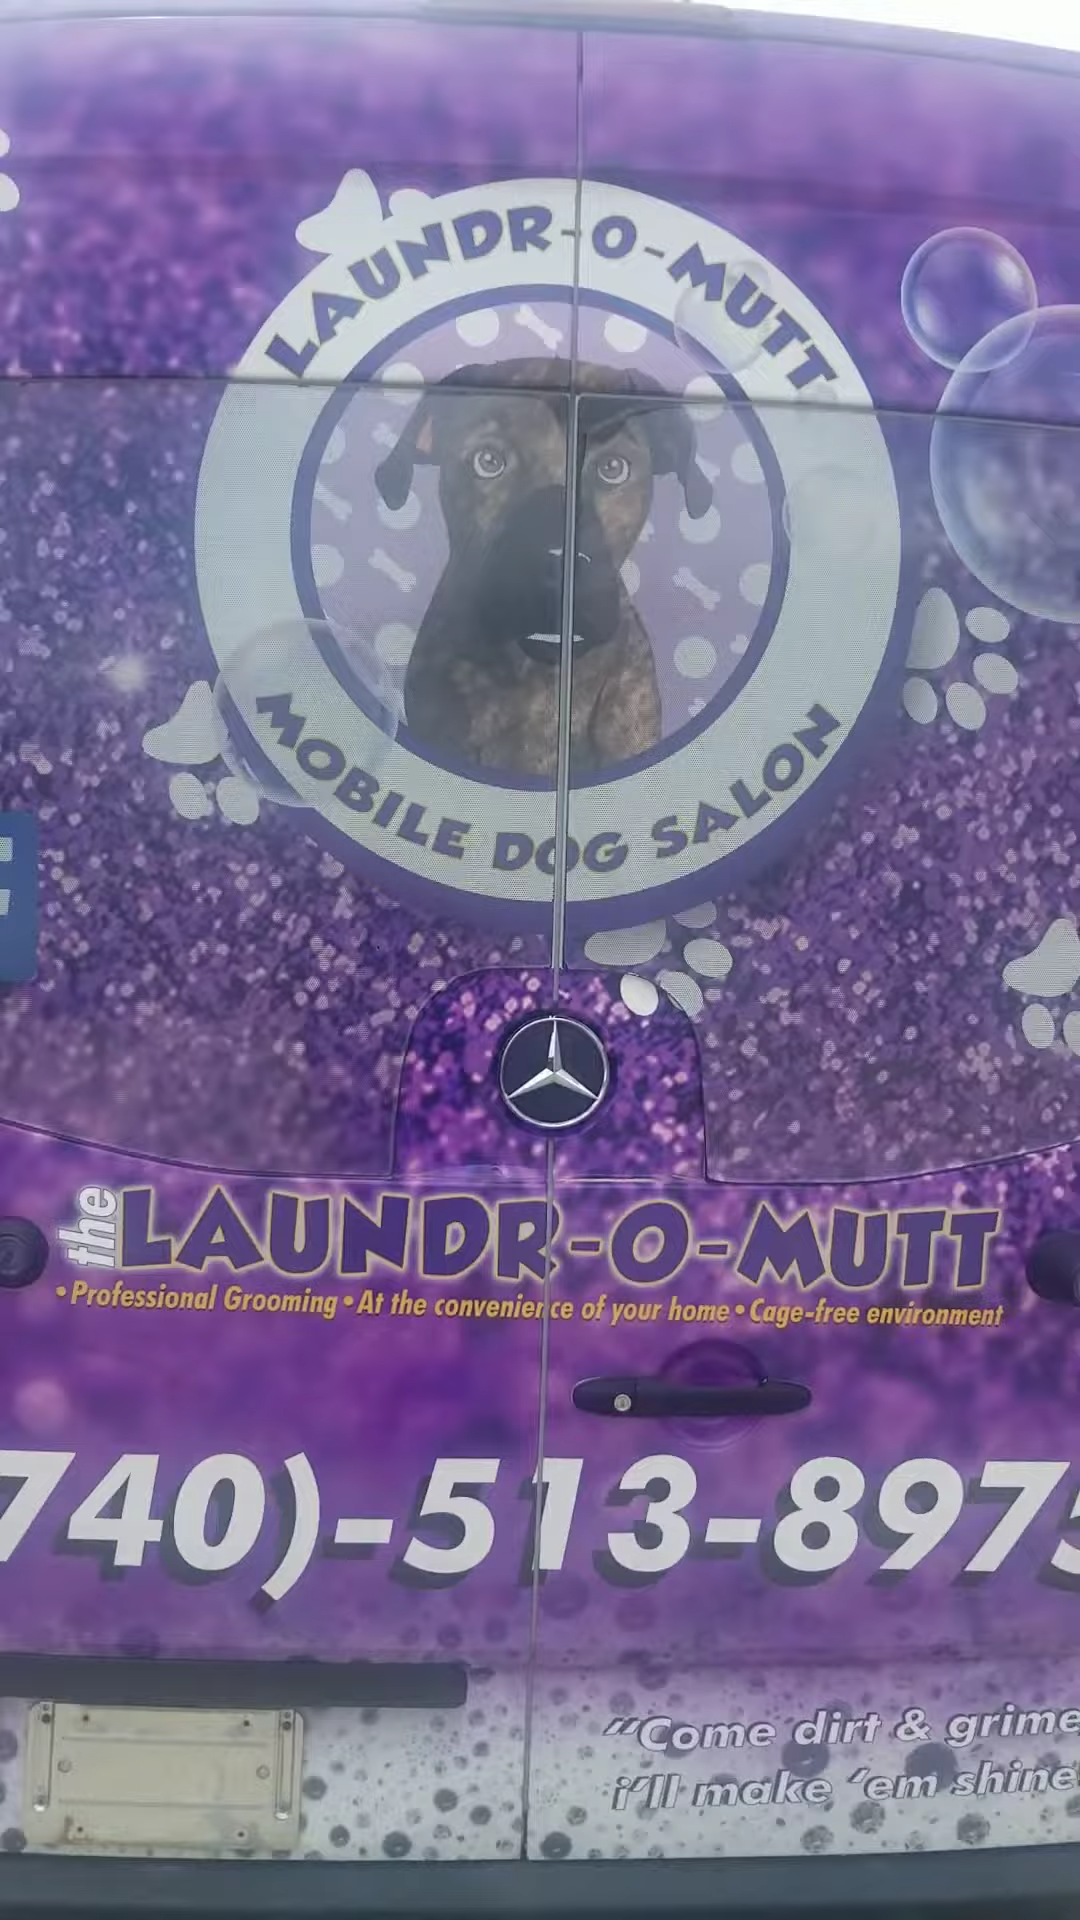 LAUNDR-O-MUTT
MOBILE DOG SALON
the LAUNDR-O-MUTT
•Professional Grooming•At the convenience of your home•Cage-free environment
740)-513-8975
"Come dirt & grime
i'll make 'em shine